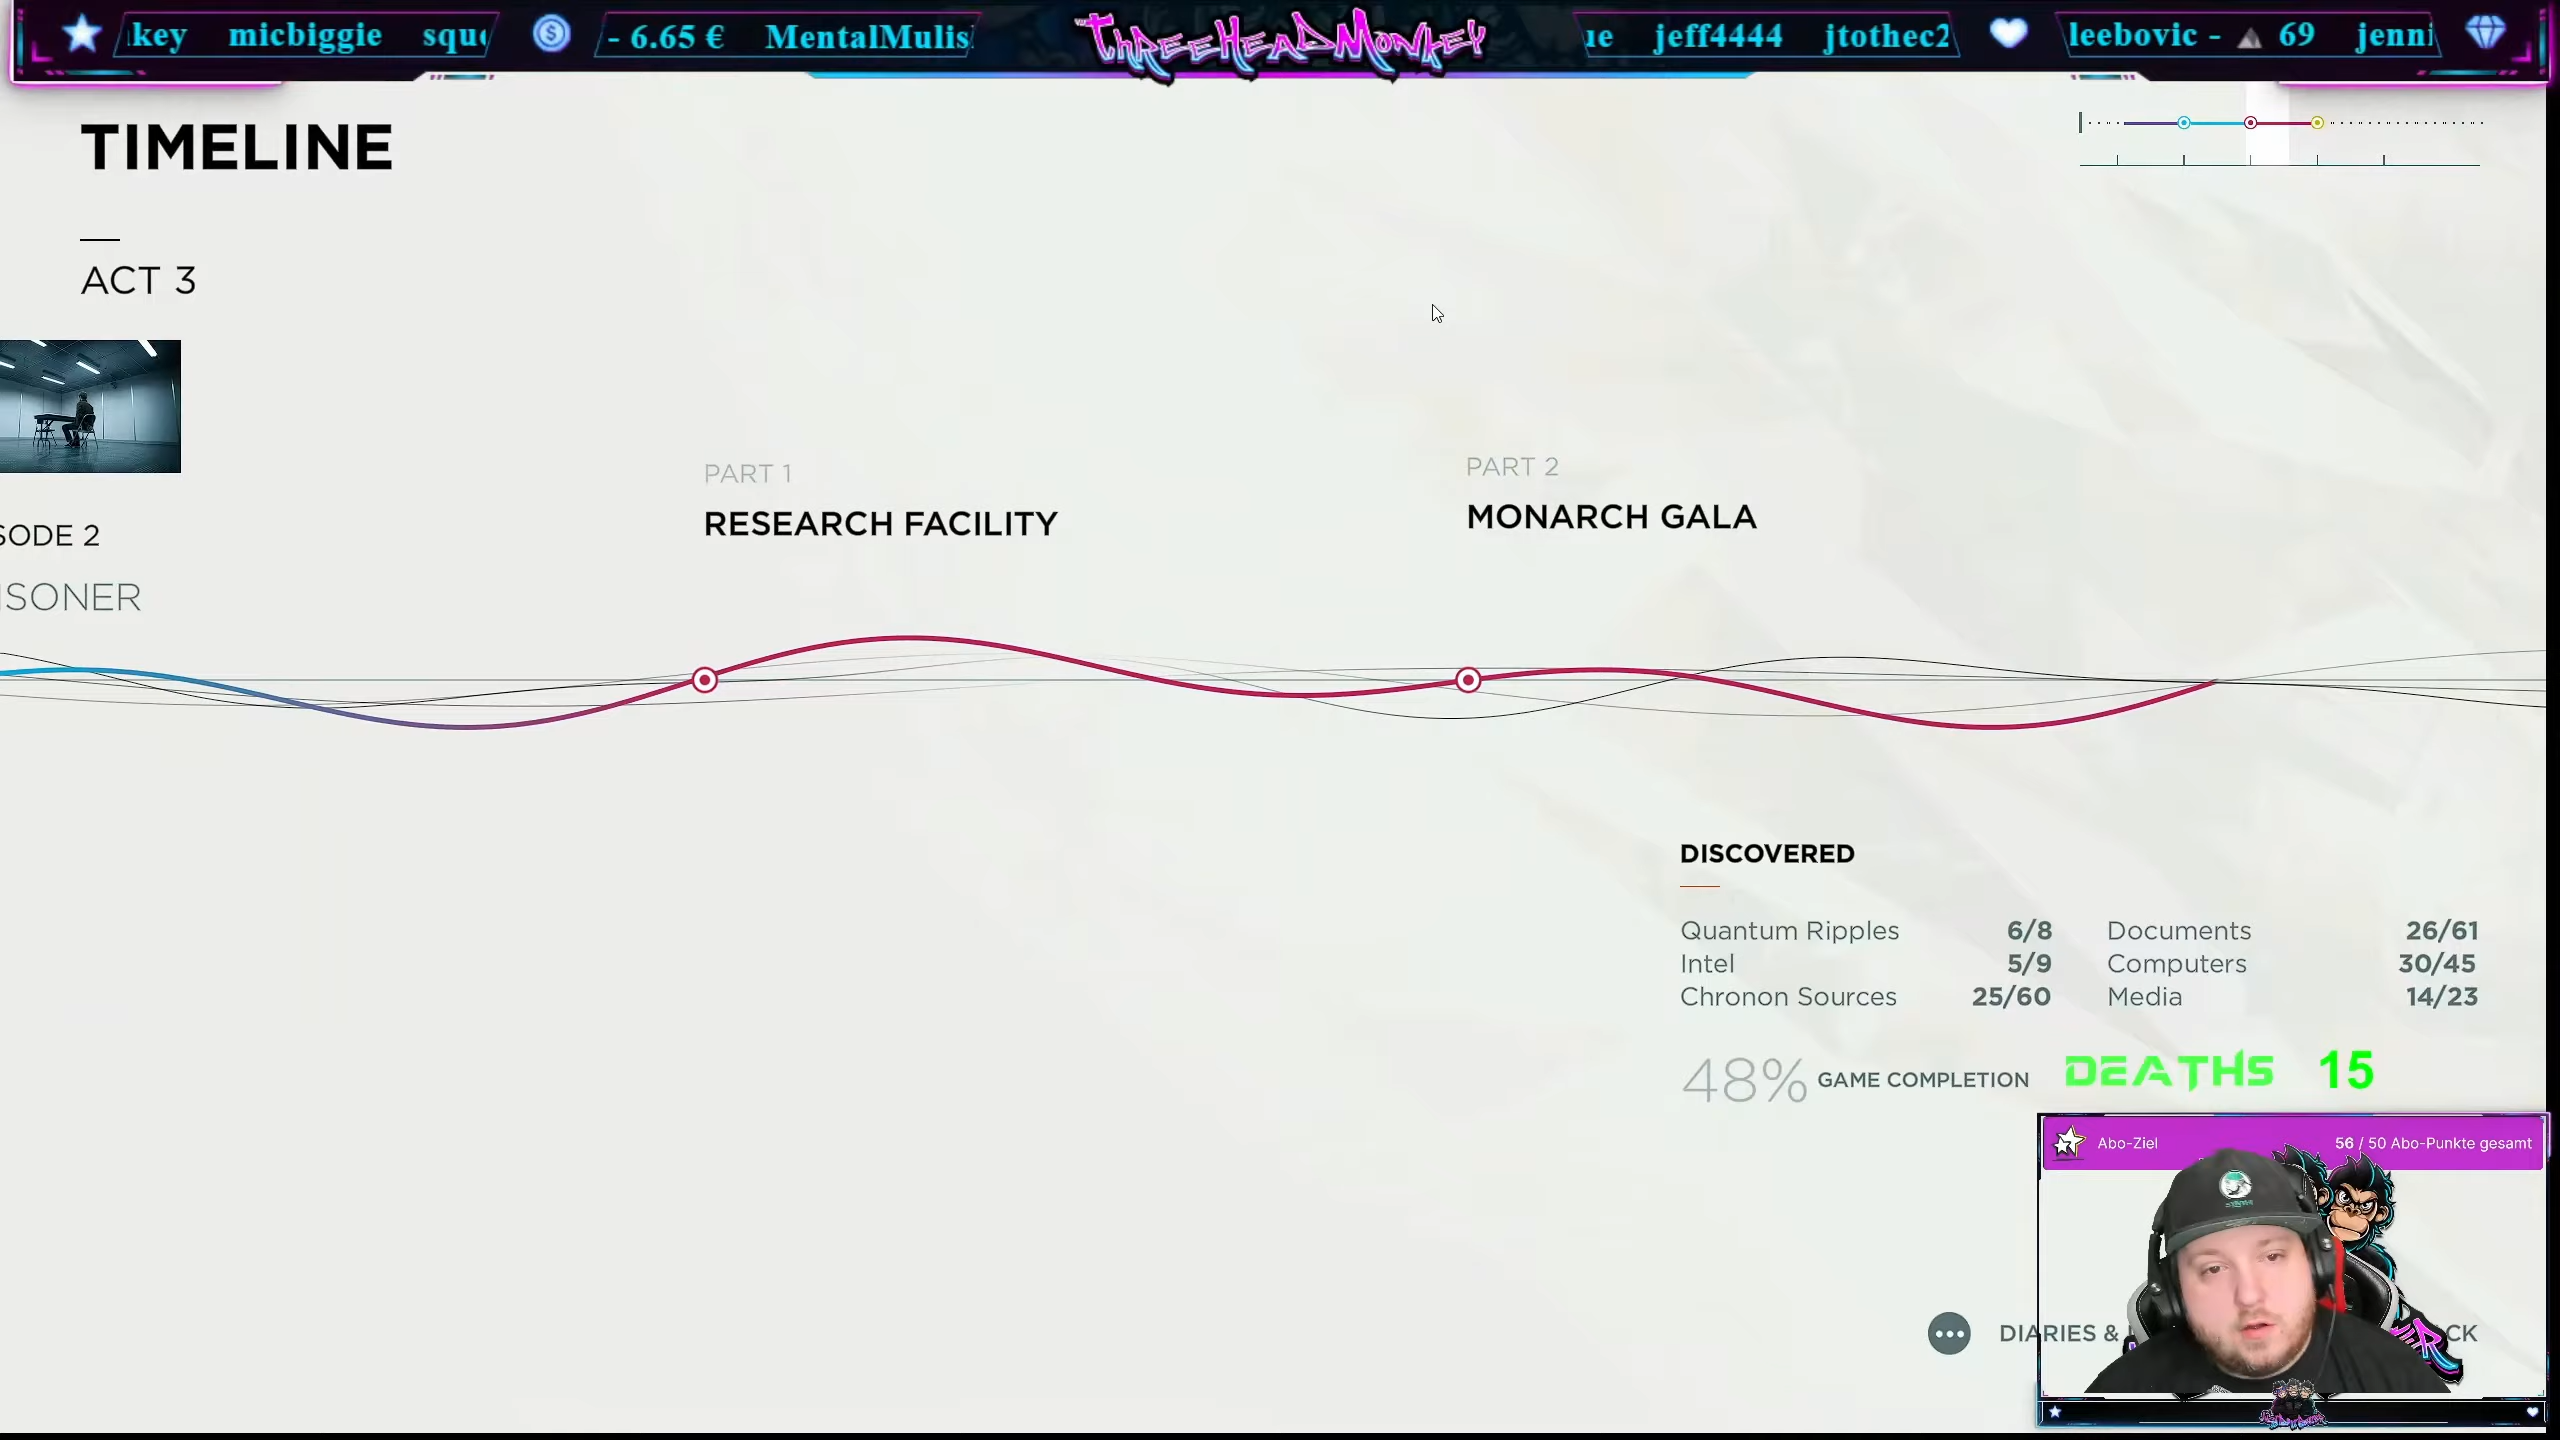 key micbiggie squ
- 6.65 € MentalMulis
THREEHEADMONKEY
ue jeff4444 jtothec2
leebovic - 69 jenni
TIMELINE
ACT 3
SODE 2
ISONER
PART 1
RESEARCH FACILITY
PART 2
MONARCH GALA
DISCOVERED
Quantum Ripples 6/8 Documents 26/61
Intel 5/9 Computers 30/45
Chronon Sources 25/60 Media 14/23
48% GAME COMPLETION DEATHS 15
Abo-Ziel 56 / 50 Abo-Punkte gesamt
DIARIES & CK